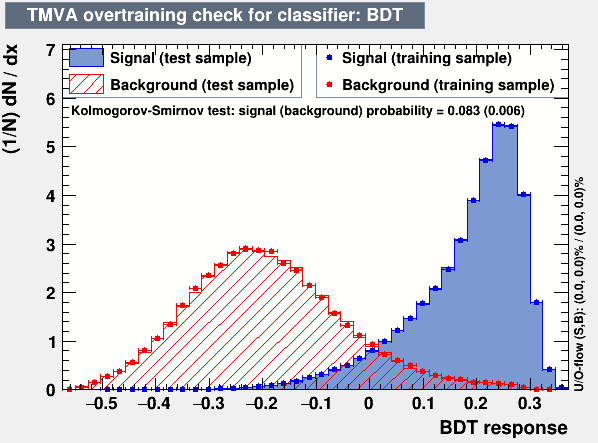 TMVA overtraining check for classifier: BDT
(1/N) dN / dx
Signal (test sample)
Background (test sample)
Signal (training sample)
Background (training sample)
Kolmogorov-Smirnov test: signal (background) probability = 0.083 (0.006)
7
6
5
4
3
2
1
0
−0.5 −0.4 −0.3 −0.2 −0.1 0 0.1 0.2 0.3
BDT response
U/O-flow (S,B): (0.0, 0.0)% / (0.0, 0.0)%